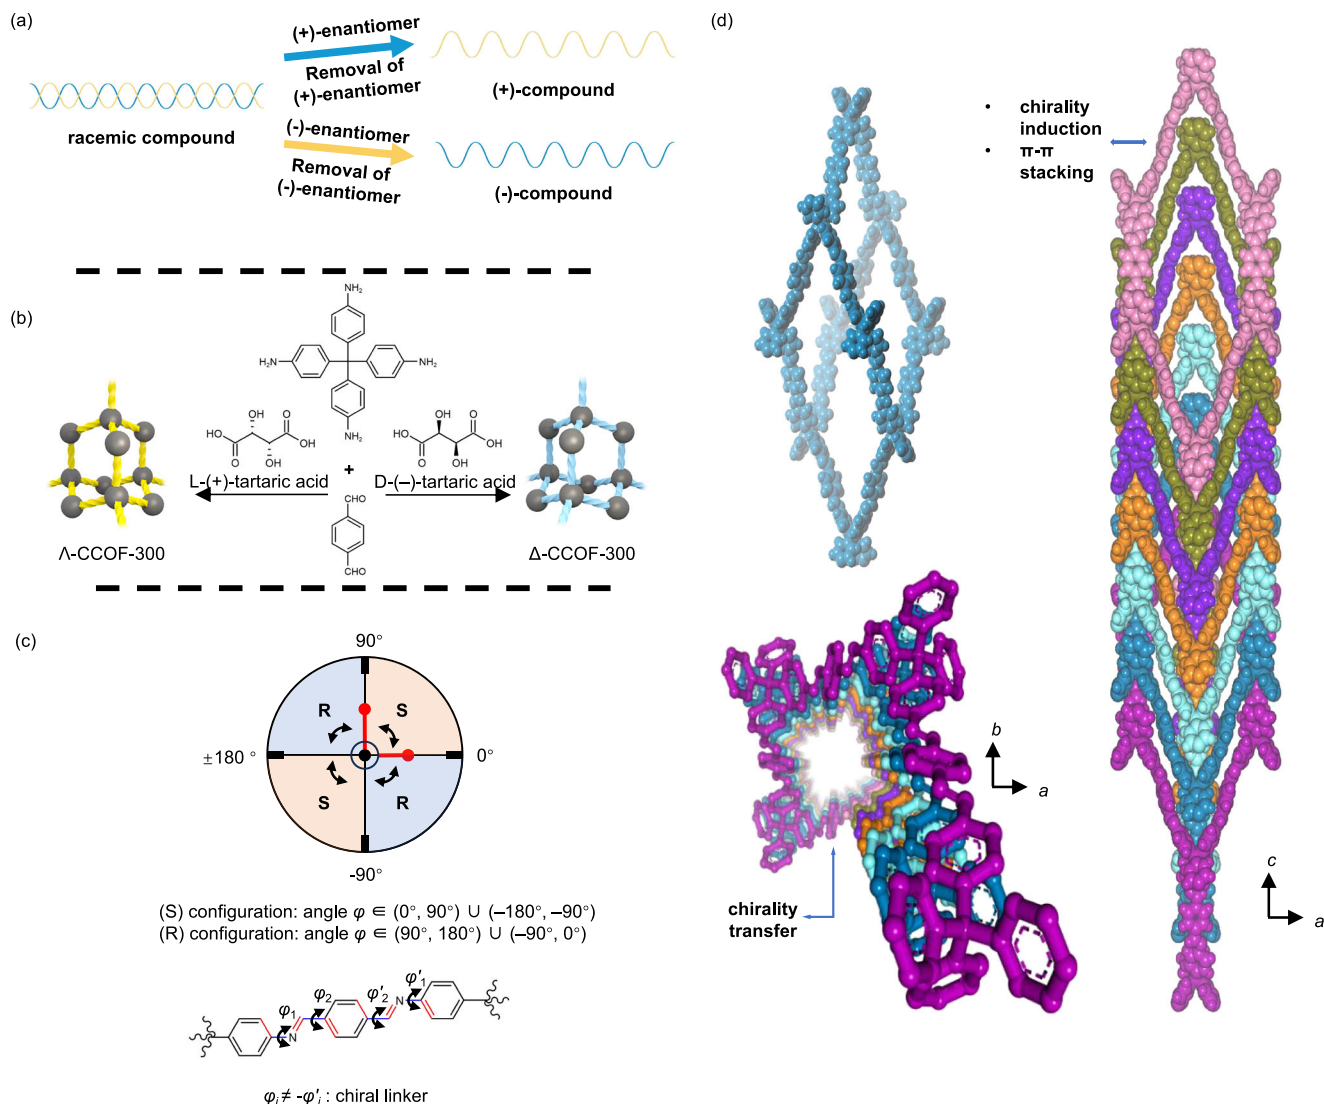 (a)
(+)-enantiomer
Removal of
(+)-enantiomer
(+)-compound
racemic compound
(-)-enantiomer
Removal of
(-)-enantiomer
(-)-compound
(b)
NH₂
H₂N
NH₂
NH₂
OH
O
HO
OH
O
OH
L-(+)-tartaric acid
+
OH
O
HO
OH
O
OH
D-(–)-tartaric acid
CHO
CHO
Λ-CCOF-300
Δ-CCOF-300
(c)
90°
R
S
±180 °
0°
S
R
-90°
(S) configuration: angle φ ∈ (0°, 90°) ∪ (–180°, –90°)
(R) configuration: angle φ ∈ (90°, 180°) ∪ (–90°, 0°)
φ₁
φ₂
φ'₂
φ'₁
N
N
φᵢ ≠ -φ'ᵢ : chiral linker
(d)
• chirality
induction
• π-π
stacking
b
a
chirality
transfer
c
a